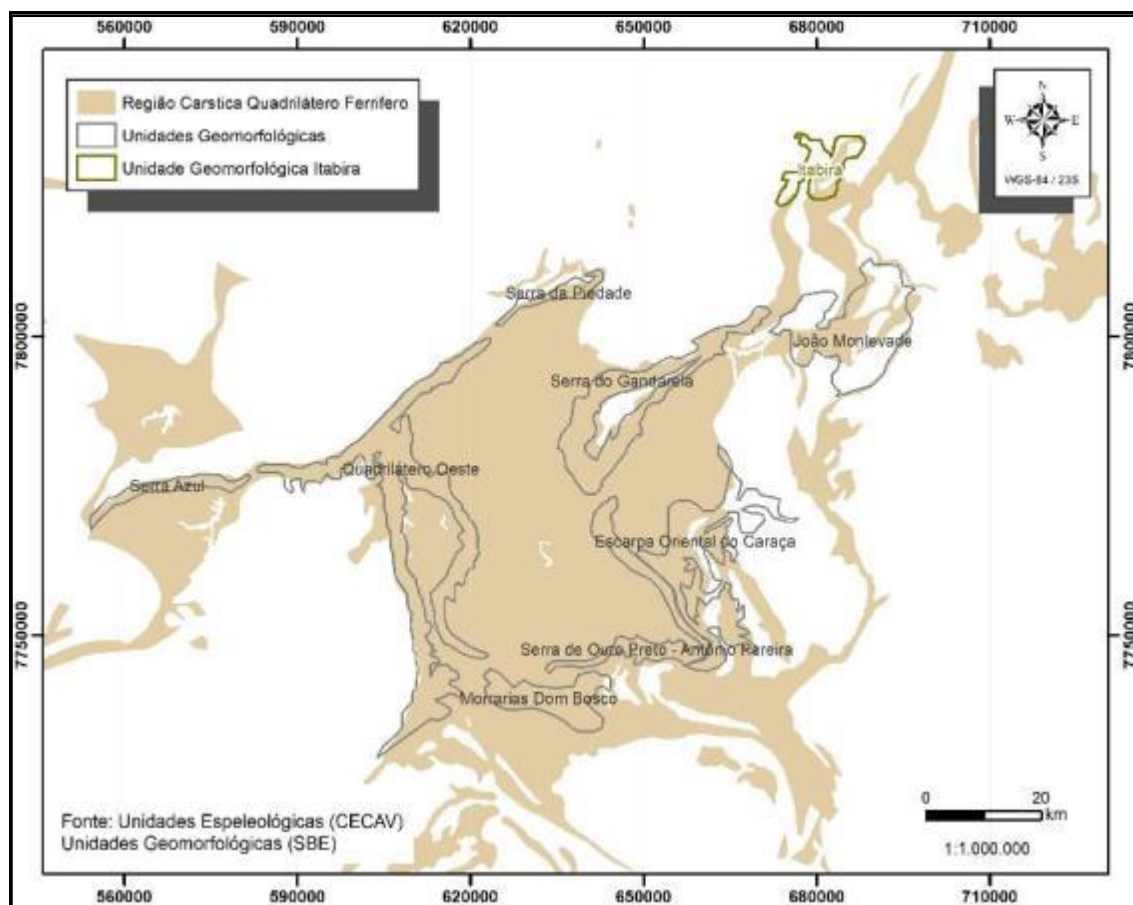 560000 590000 620000 650000 680000 710000
Região Carstica Quadrilátero Ferrífero
Unidades Geomorfológicas
Unidade Geomorfológica Itabira
N
W E
S
WGS-84 / 23S
Itabira
Serra da Piedade
7800000
7800000
João Monlevade
Serra do Gandarela
Quadrilátero Oeste
Serra Azul
Escarpa Oriental do Caraça
7750000
7750000
Serra de Ouro Preto - Antônio Pereira
Morrarias Dom Bosco
0 20
km
1:1.000.000
Fonte: Unidades Espeleológicas (CECAV)
Unidades Geomorfológicas (SBE)
560000 590000 620000 650000 680000 710000